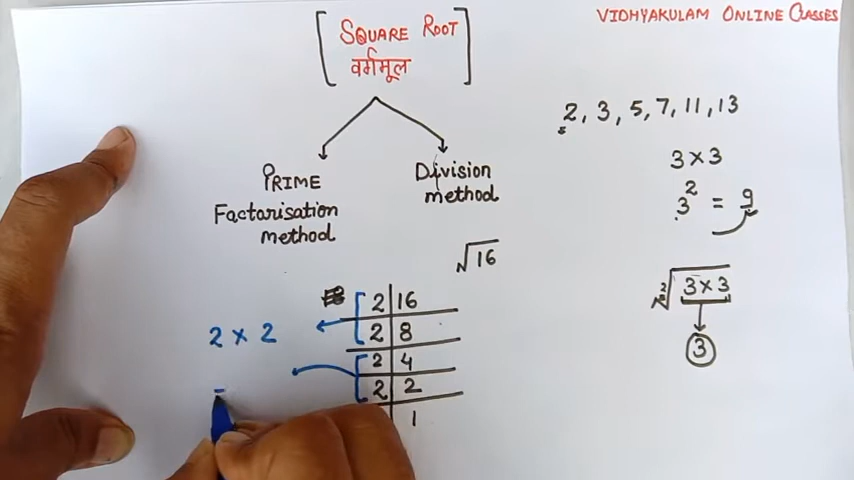 VIDHYAKULAM ONLINE CLASSES
SQUARE ROOT
वर्गमूल
PRIME
Factorisation
method
Division
method
2, 3, 5, 7, 11, 13
3 × 3
3² = 9
√16
²√3×3
3
2 | 16
2 | 8
2 | 4
2 | 2
1
2 × 2